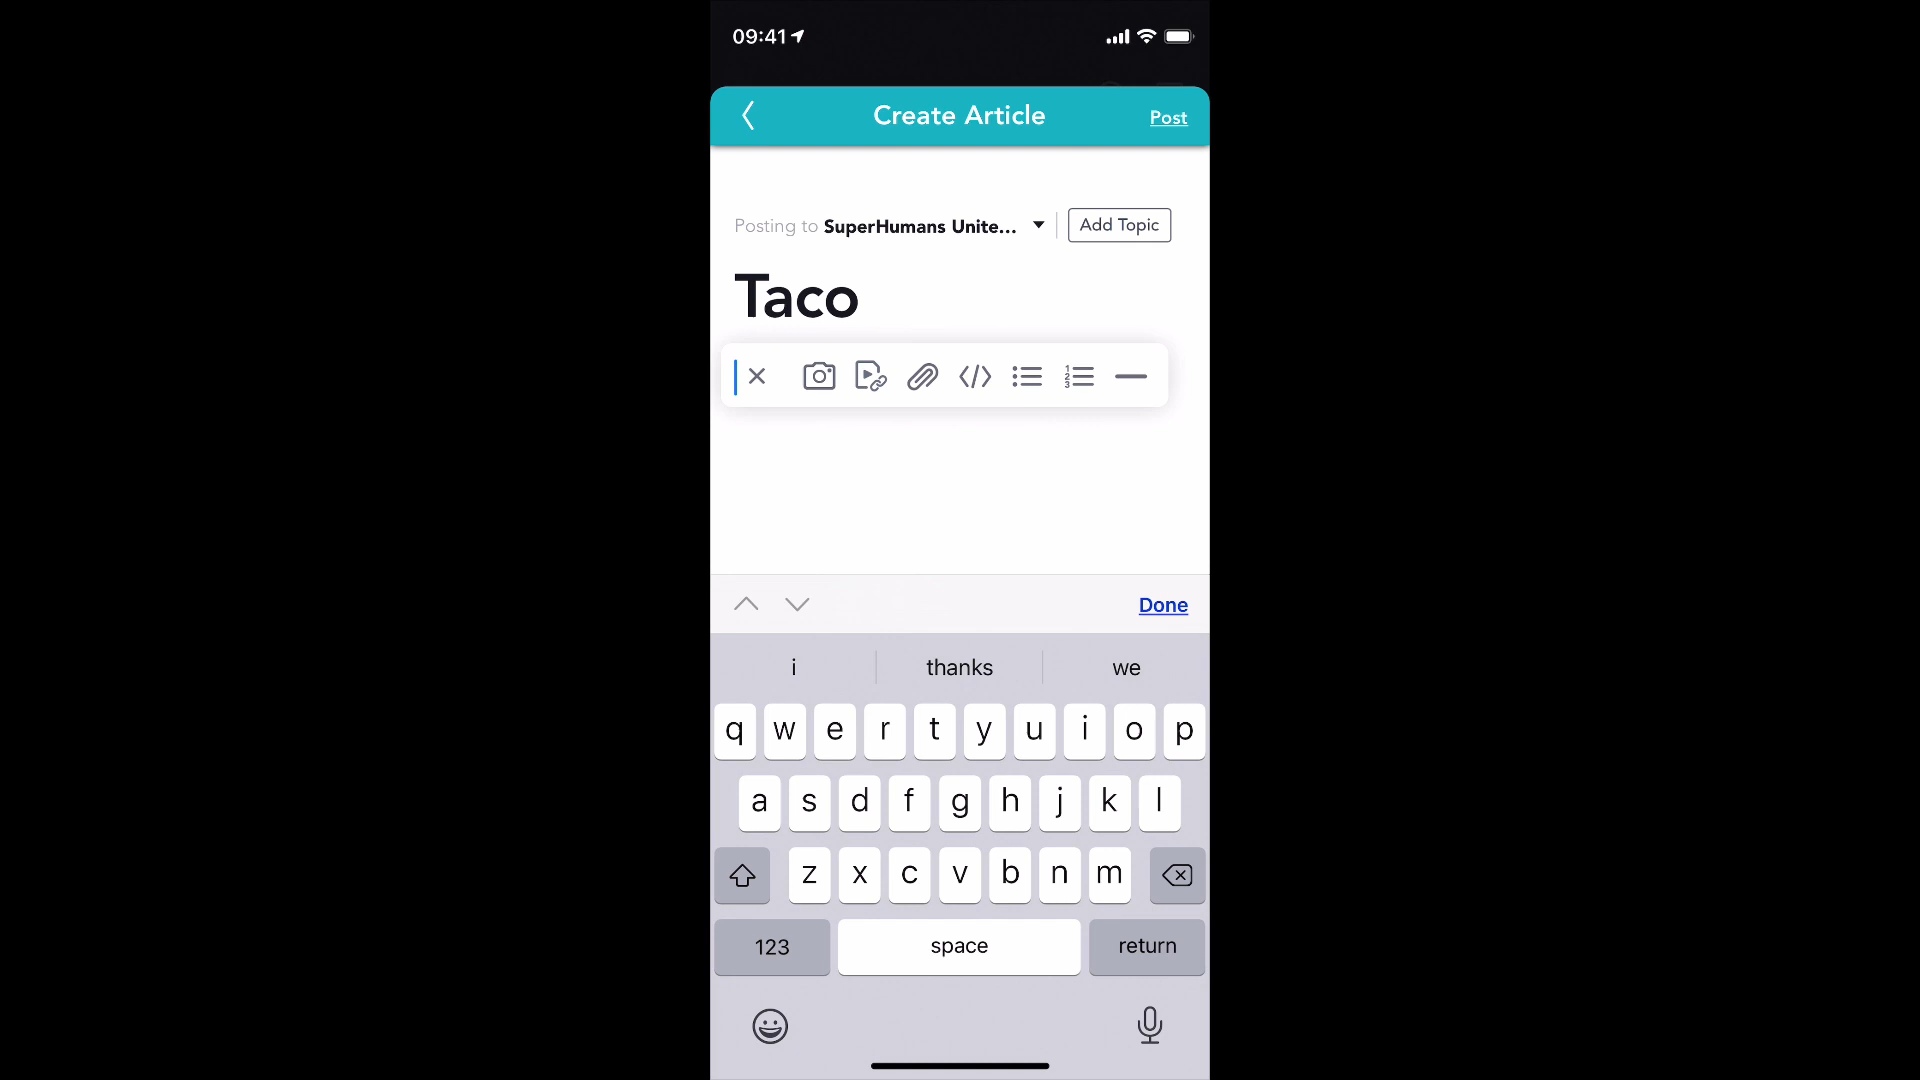 09:41
Create Article
Post
Posting to SuperHumans Unite... Add Topic
Taco
Done
i thanks we
q w e r t y u i o p
a s d f g h j k l
z x c v b n m
123 space return